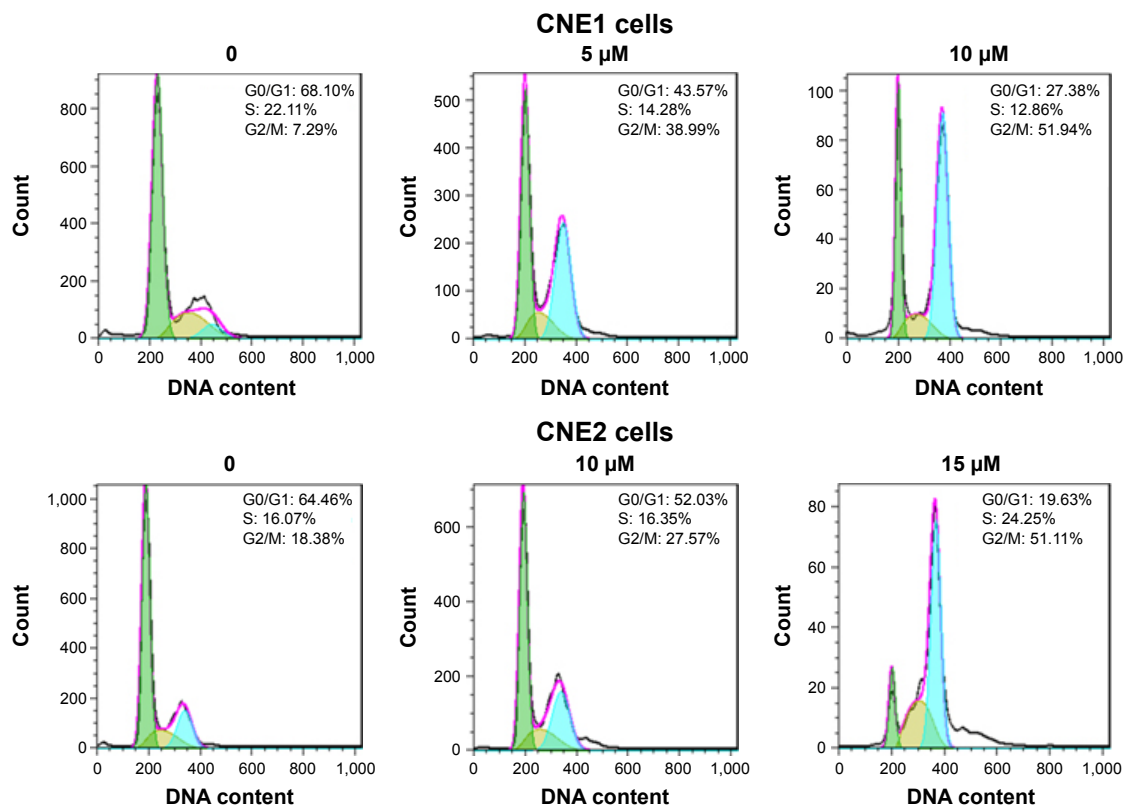 CNE1 cells
0
5 µM
10 µM
G0/G1: 68.10%
S: 22.11%
G2/M: 7.29%
G0/G1: 43.57%
S: 14.28%
G2/M: 38.99%
G0/G1: 27.38%
S: 12.86%
G2/M: 51.94%
Count
800
600
400
200
0
Count
500
400
300
200
100
0
Count
100
80
60
40
20
0
0 200 400 600 800 1,000
0 200 400 600 800 1,000
0 200 400 600 800 1,000
DNA content
DNA content
DNA content
CNE2 cells
0
10 µM
15 µM
G0/G1: 64.46%
S: 16.07%
G2/M: 18.38%
G0/G1: 52.03%
S: 16.35%
G2/M: 27.57%
G0/G1: 19.63%
S: 24.25%
G2/M: 51.11%
Count
1,000
800
600
400
200
0
Count
600
400
200
0
Count
80
60
40
20
0
0 200 400 600 800 1,000
0 200 400 600 800 1,000
0 200 400 600 800 1,000
DNA content
DNA content
DNA content